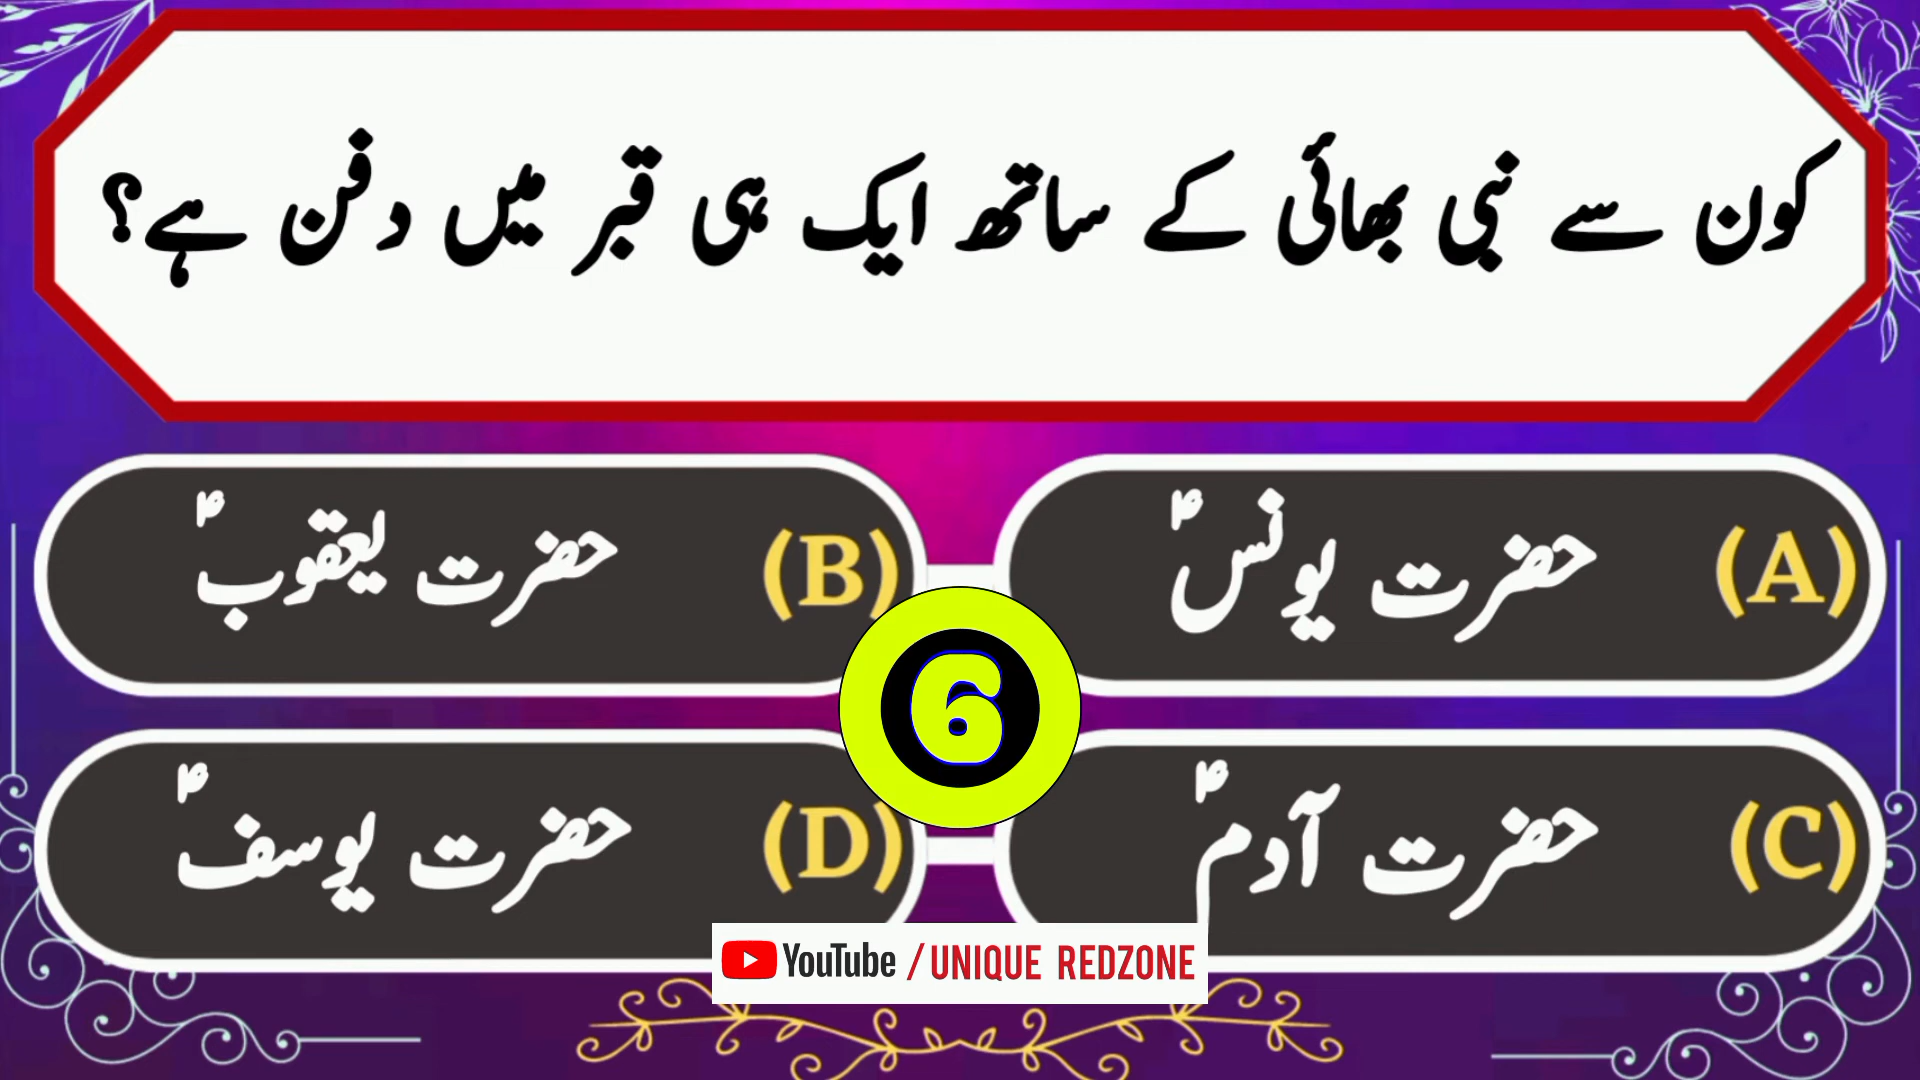 کون سے نبی بھائی کے ساتھ ایک ہی قبر میں دفن ہے؟
(A) حضرت یونسؑ
(B) حضرت یعقوبؑ
6
(C) حضرت آدمؑ
(D) حضرت یوسفؑ
YouTube / UNIQUE REDZONE